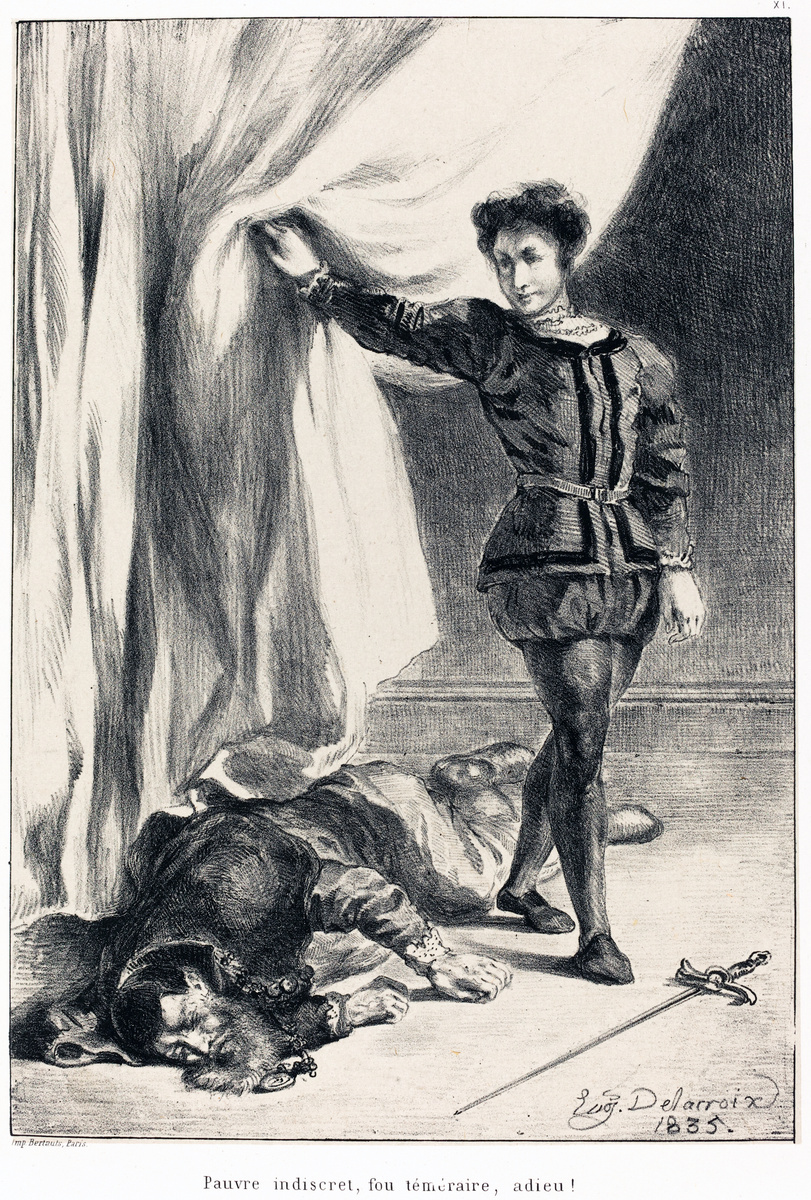 XI.
Eug. Delacroix
1835.
Imp Bertauts, Paris.
Pauvre indiscret, fou téméraire, adieu !